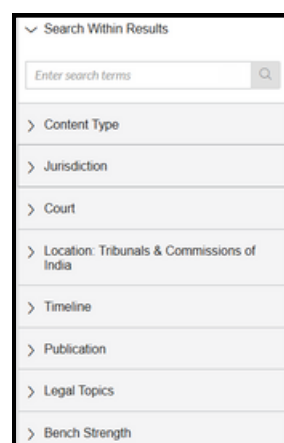 Search Within Results
Enter search terms
Content Type
Jurisdiction
Court
Location: Tribunals & Commissions of
India
Timeline
Publication
Legal Topics
Bench Strength